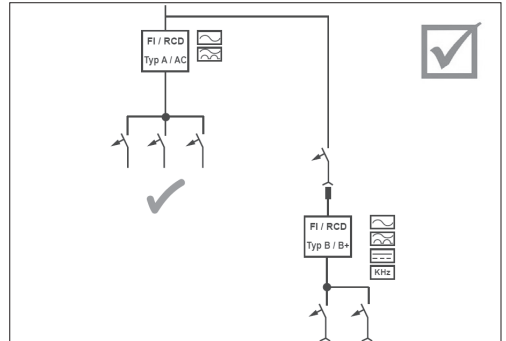 FI / RCD
Typ A / AC
FI / RCD
Typ B / B+
KHz